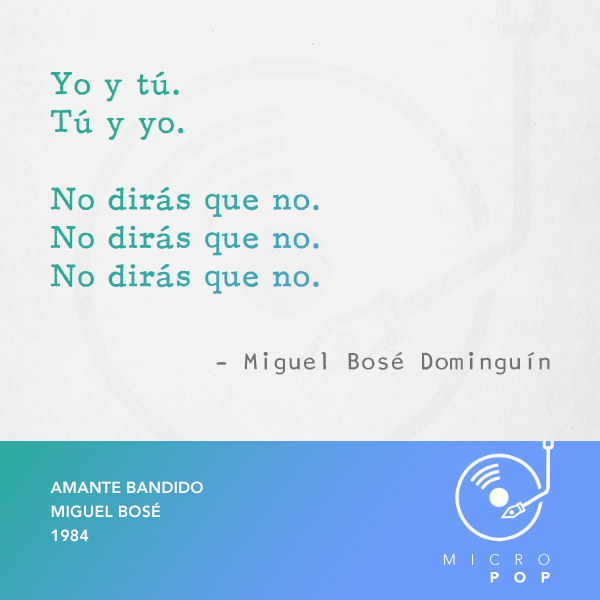 Yo y tú.
Tú y yo.
No dirás que no.
No dirás que no.
No dirás que no.
– Miguel Bosé Dominguín
AMANTE BANDIDO
MIGUEL BOSÉ
1984
MICRO
POP